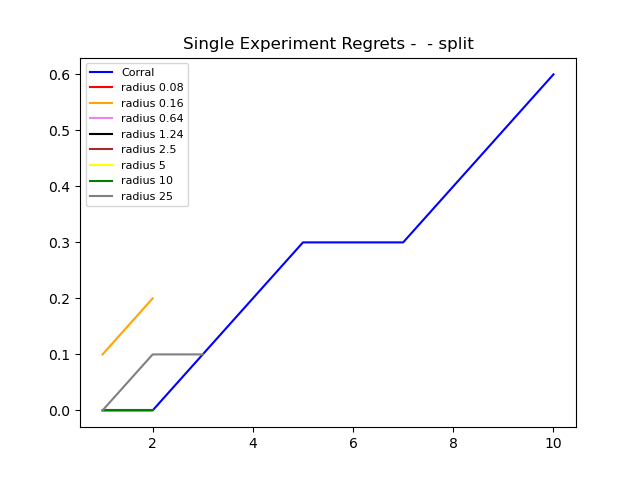 Single Experiment Regrets -  - split
Corral
radius 0.08
radius 0.16
radius 0.64
radius 1.24
radius 2.5
radius 5
radius 10
radius 25
0.6
0.5
0.4
0.3
0.2
0.1
0.0
2 4 6 8 10